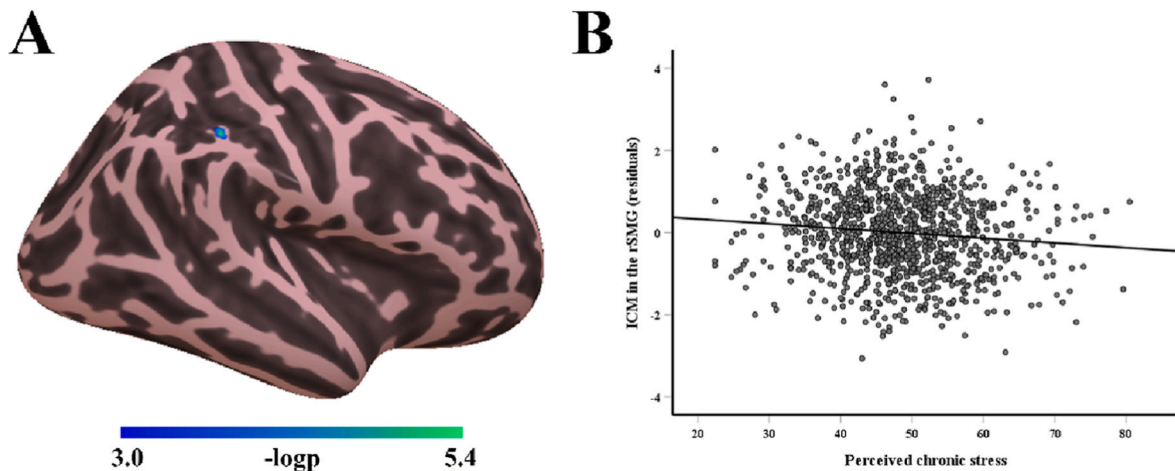 A
3.0 -logp 5.4
B
ICM in the rSMG (residuals)
4
2
0
-2
-4
20 30 40 50 60 70 80
Perceived chronic stress